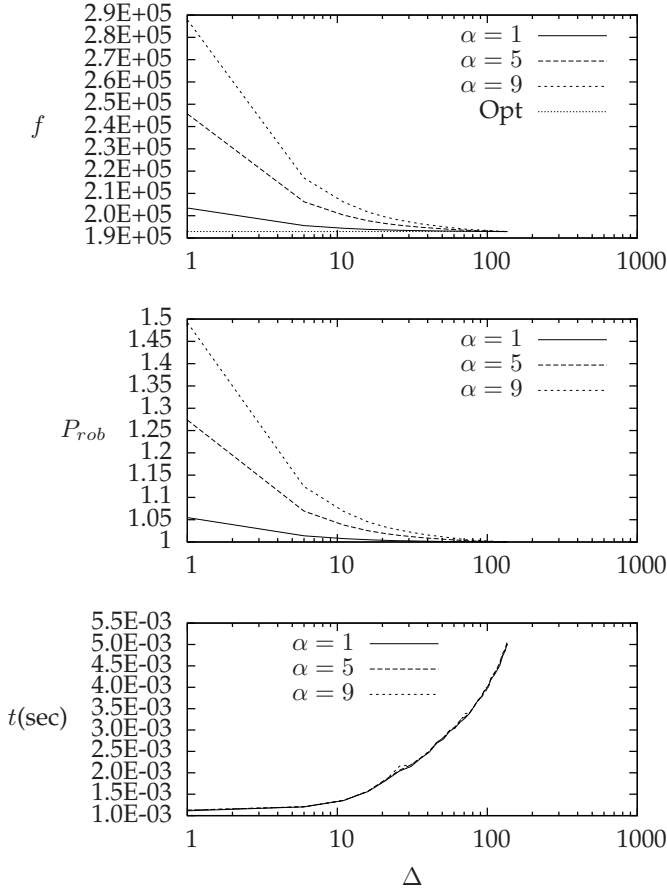 2.9E+05
2.8E+05
2.7E+05
2.6E+05
2.5E+05
2.4E+05
2.3E+05
2.2E+05
2.1E+05
2.0E+05
1.9E+05
f
α = 1
α = 5
α = 9
Opt
1 10 100 1000
1.5
1.45
1.4
1.35
1.3
1.25
1.2
1.15
1.1
1.05
1
P_rob
α = 1
α = 5
α = 9
1 10 100 1000
5.5E-03
5.0E-03
4.5E-03
4.0E-03
3.5E-03
3.0E-03
2.5E-03
2.0E-03
1.5E-03
1.0E-03
t(sec)
α = 1
α = 5
α = 9
1 10 100 1000
Δ